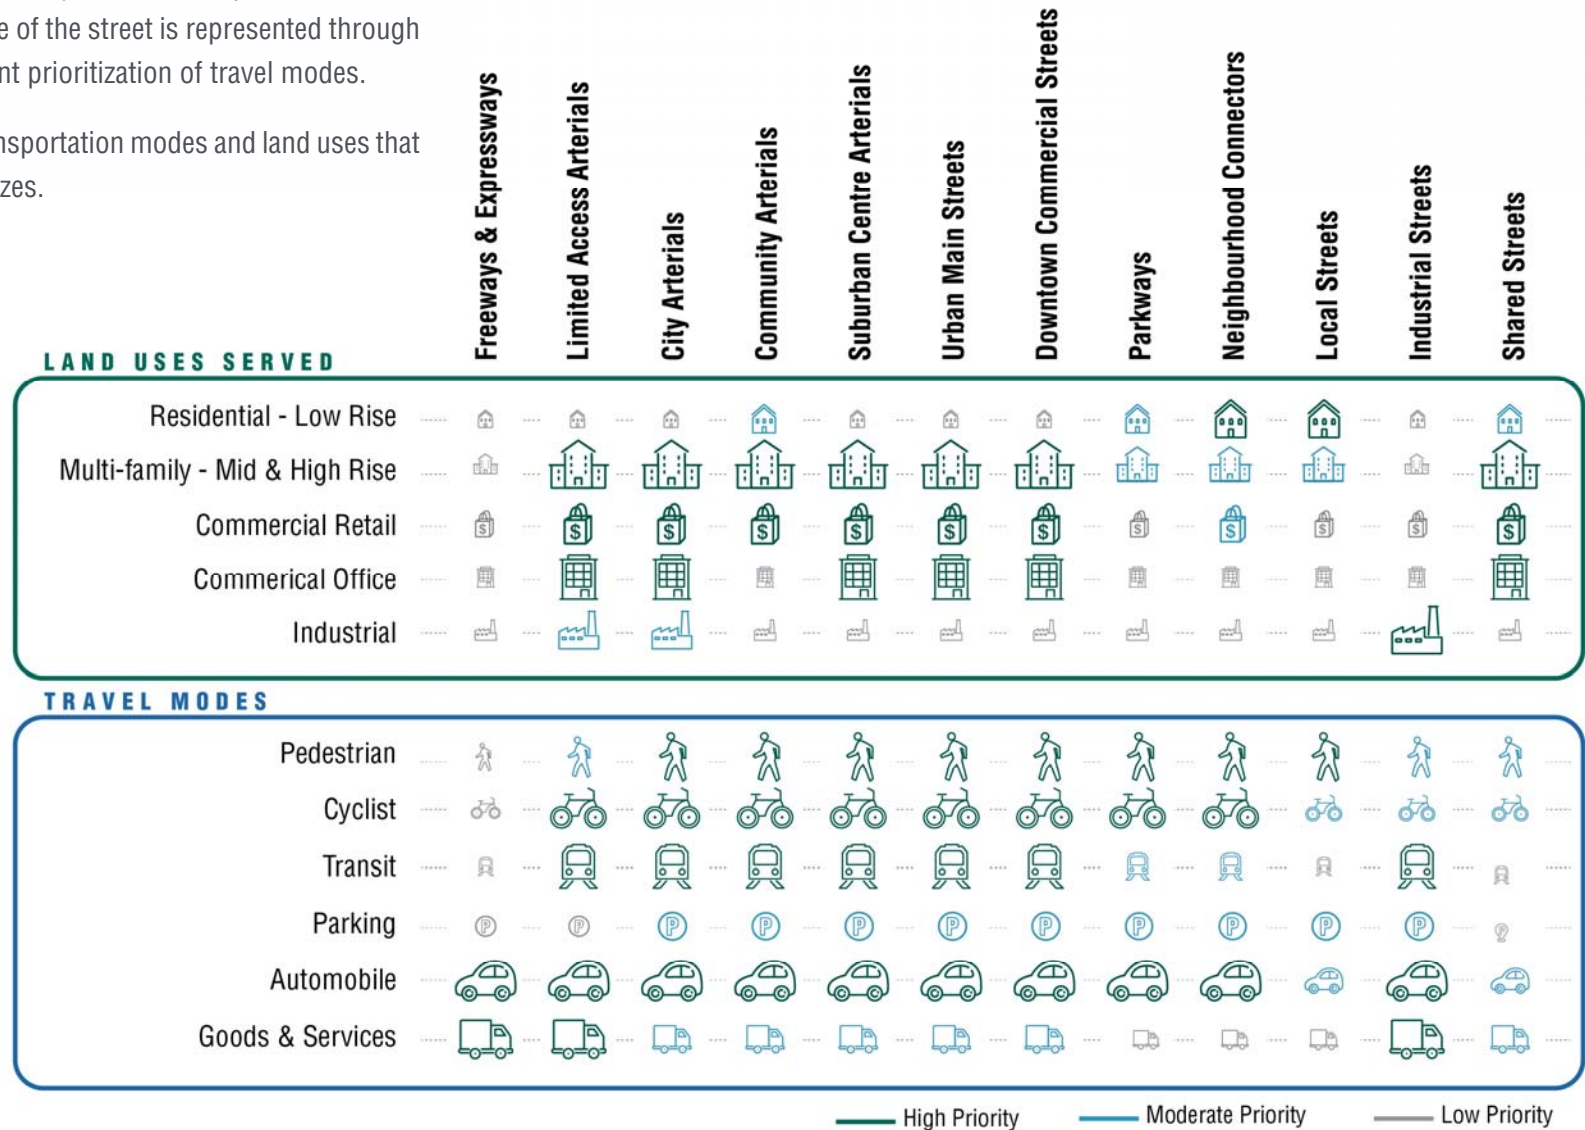 e of the street is represented through
nt prioritization of travel modes.
nsportation modes and land uses that
zes.
Freeways & Expressways
Limited Access Arterials
City Arterials
Community Arterials
Suburban Centre Arterials
Urban Main Streets
Downtown Commercial Streets
Parkways
Neighbourhood Connectors
Local Streets
Industrial Streets
Shared Streets
LAND USES SERVED
Residential - Low Rise
Multi-family - Mid & High Rise
Commercial Retail
Commerical Office
Industrial
TRAVEL MODES
Pedestrian
Cyclist
Transit
Parking
Automobile
Goods & Services
High Priority
Moderate Priority
Low Priority